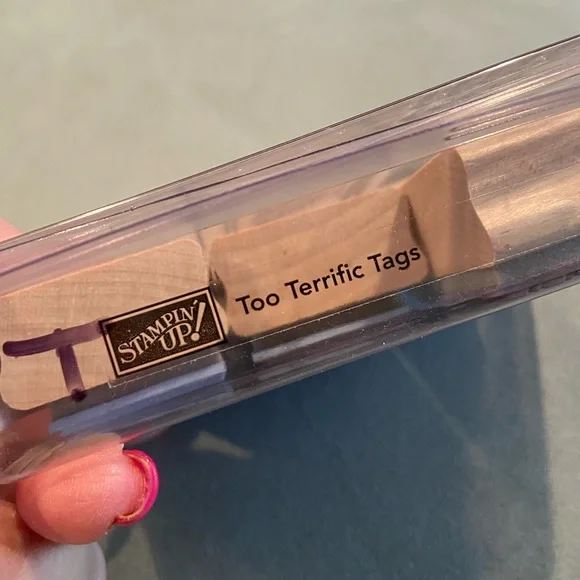 T
STAMPIN'
UP!
Too Terrific Tags